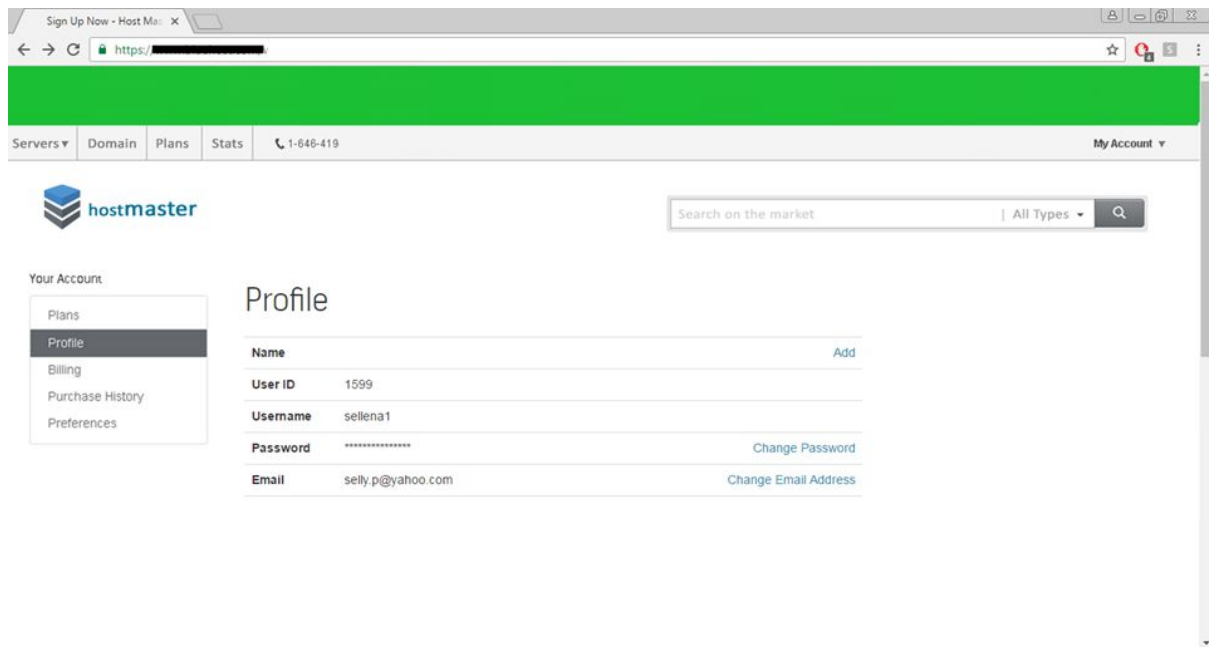 Sign Up Now - Host Mas
https:/
Servers ▾ Domain Plans Stats 1-646-419 My Account ▾
hostmaster
Search on the market | All Types ▾
Your Account
Profile
Plans
Profile
Billing
Purchase History
Preferences
Name Add
User ID 1599
Username sellena1
Password *************** Change Password
Email selly.p@yahoo.com Change Email Address